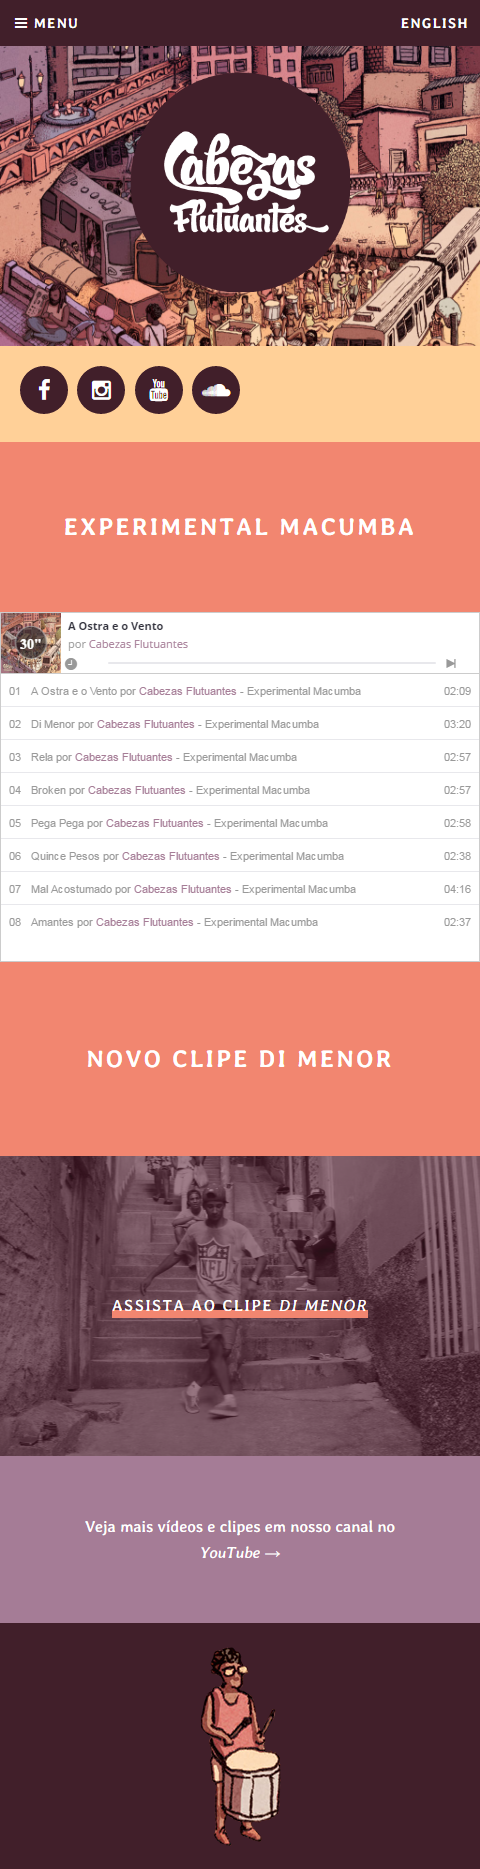 MENU
ENGLISH
Cabezas
Flutuantes
You
Tube
EXPERIMENTAL MACUMBA
30"
A Ostra e o Vento
por Cabezas Flutuantes
01 A Ostra e o Vento por Cabezas Flutuantes - Experimental Macumba 02:09
02 Di Menor por Cabezas Flutuantes - Experimental Macumba 03:20
03 Rela por Cabezas Flutuantes - Experimental Macumba 02:57
04 Broken por Cabezas Flutuantes - Experimental Macumba 02:57
05 Pega Pega por Cabezas Flutuantes - Experimental Macumba 02:58
06 Quince Pesos por Cabezas Flutuantes - Experimental Macumba 02:38
07 Mal Acostumado por Cabezas Flutuantes - Experimental Macumba 04:16
08 Amantes por Cabezas Flutuantes - Experimental Macumba 02:37
NOVO CLIPE DI MENOR
NFL
ASSISTA AO CLIPE DI MENOR
Veja mais vídeos e clipes em nosso canal no
YouTube →